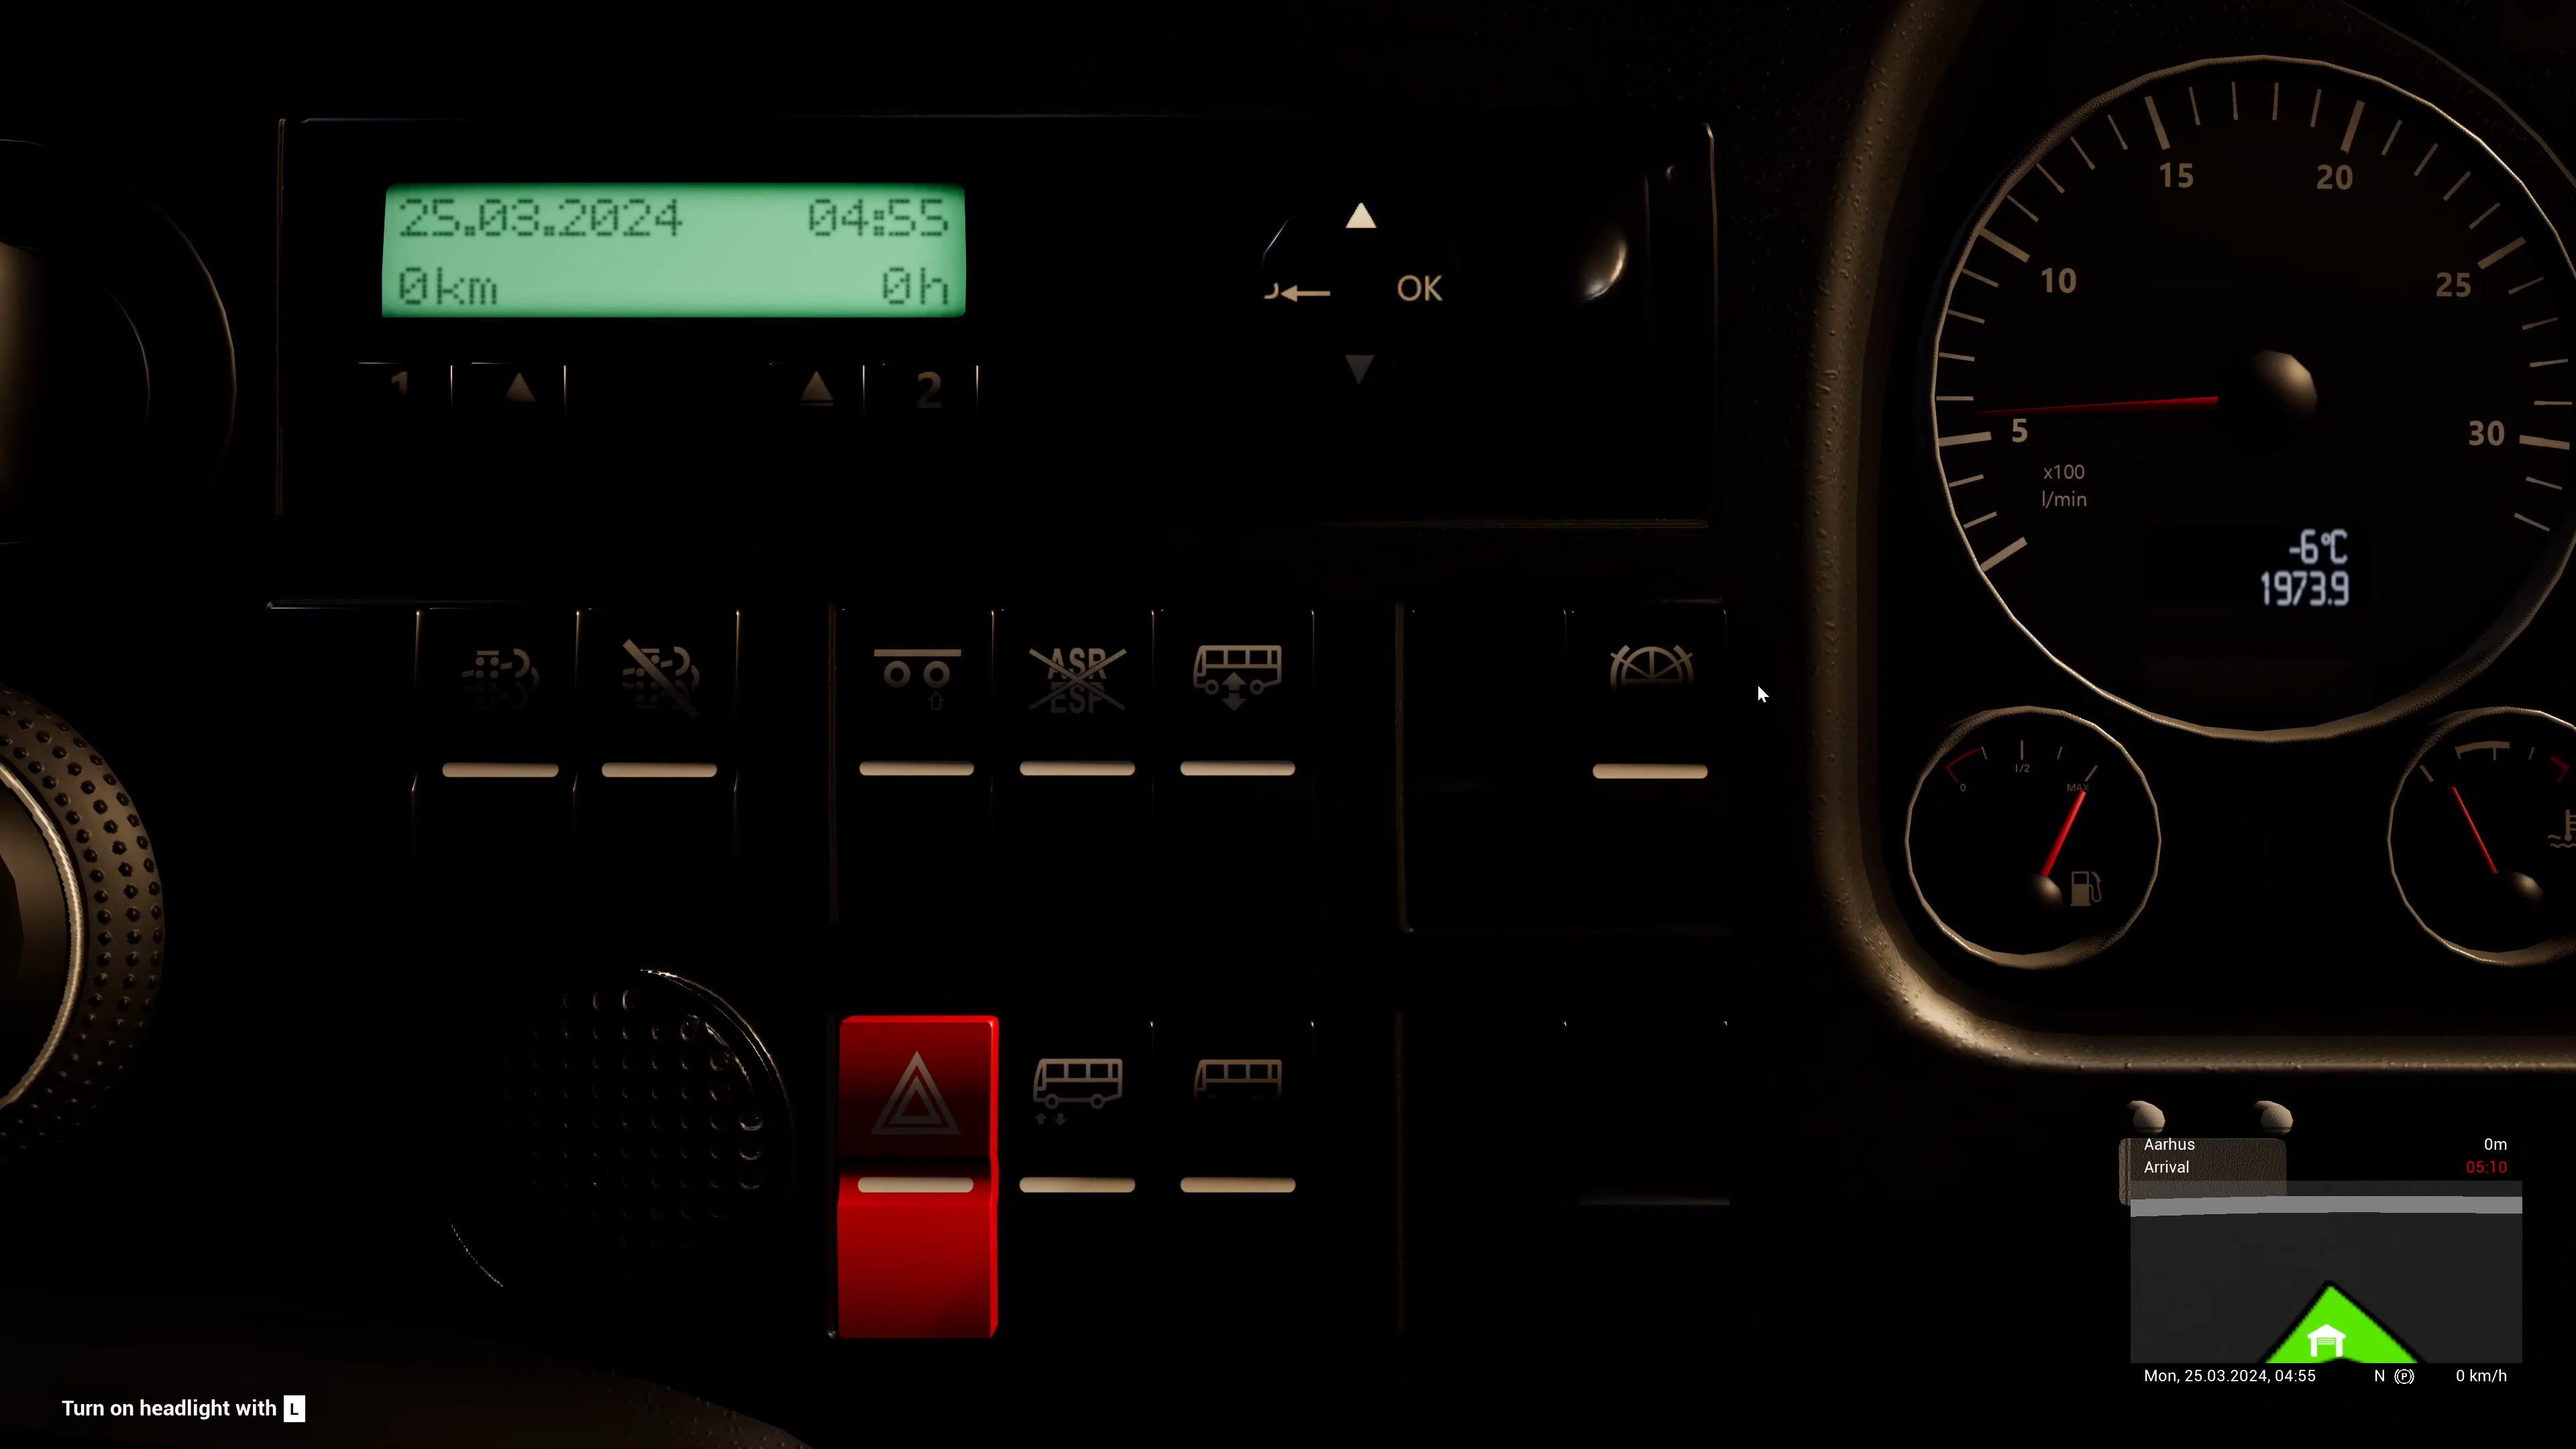 25.03.2024 04:55
0km 0h
OK
1 2
5 10 15 20 25 30
x100
l/min
-6°C
1973.9
ASR
ESP
0 1/2 MAX
Aarhus 0m
Arrival 05:10
Mon, 25.03.2024, 04:55 N (P) 0 km/h
Turn on headlight with L